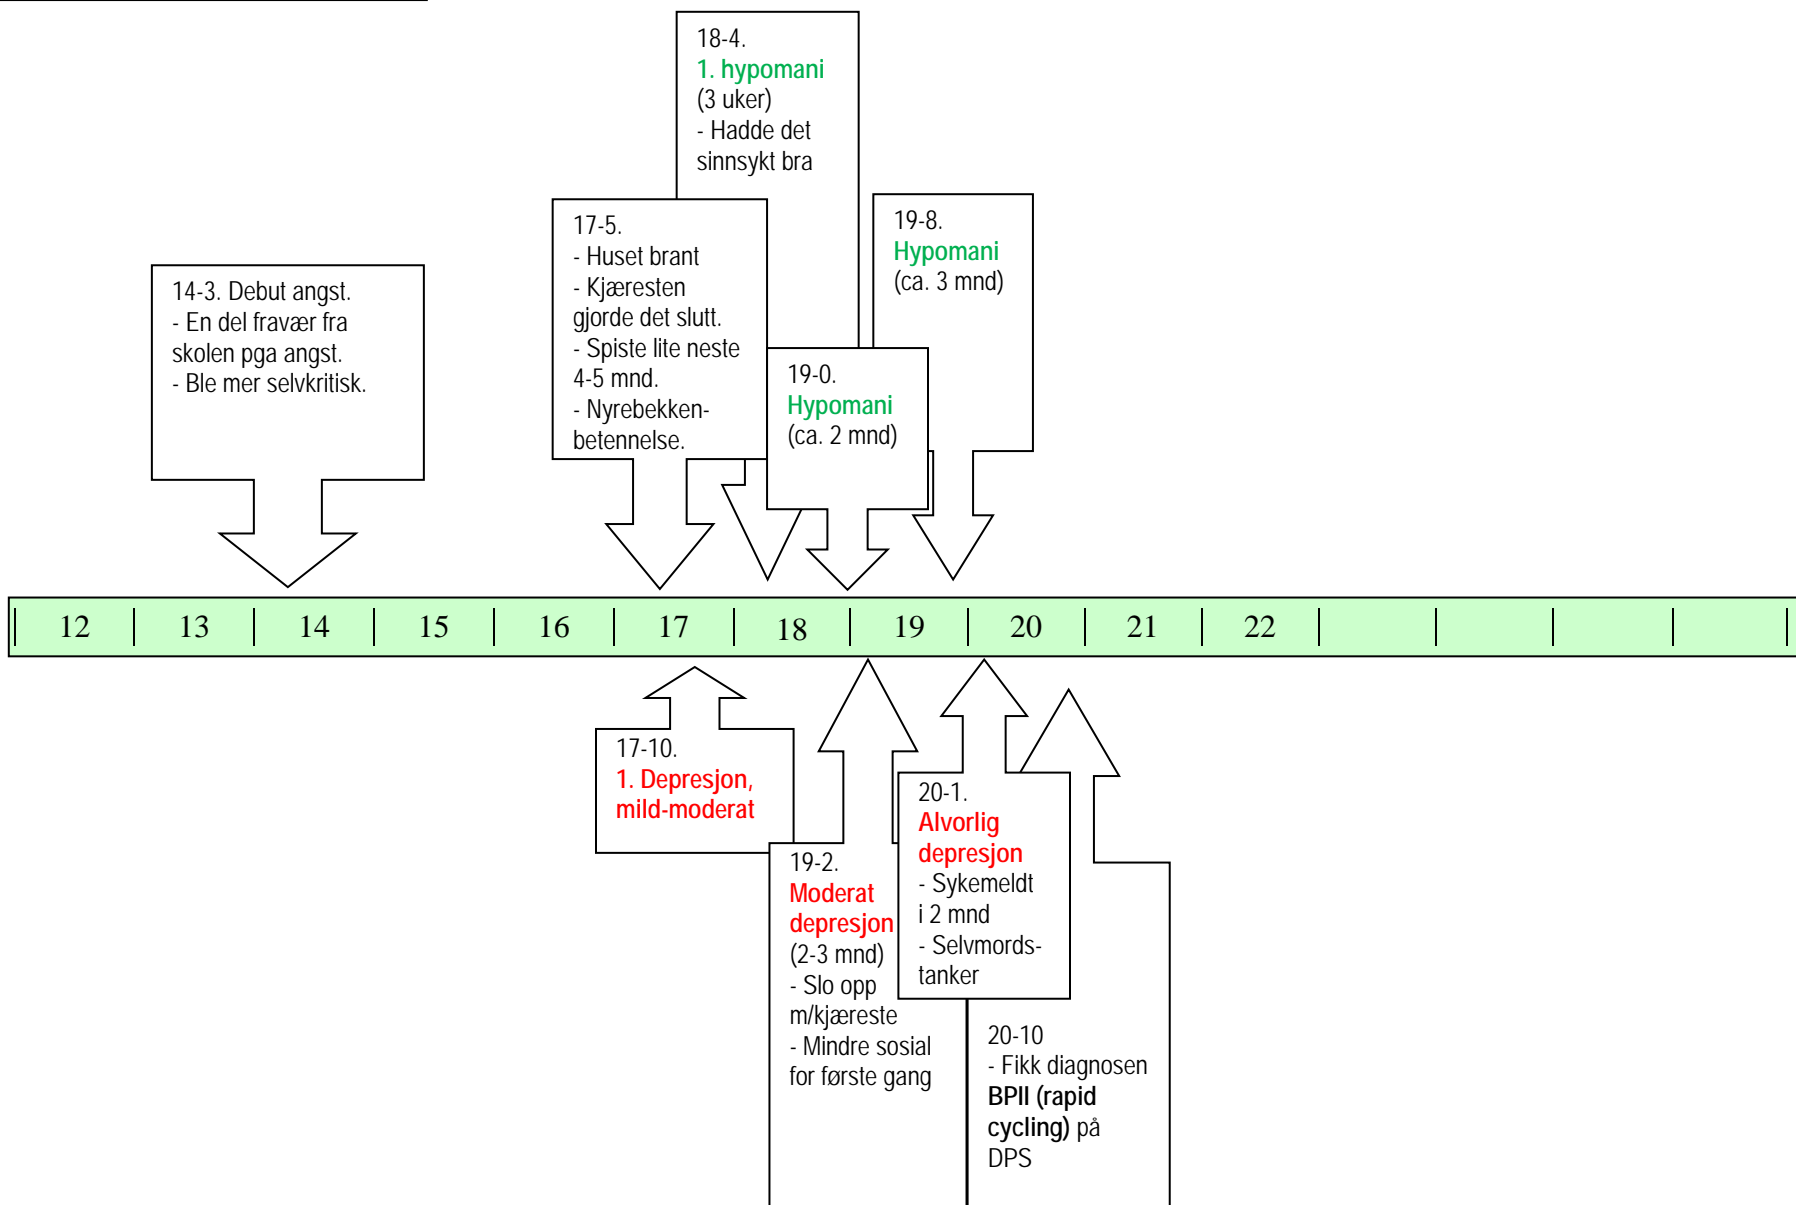 18-4.
1. hypomani
(3 uker)
- Hadde det
sinnsykt bra
17-5.
- Huset brant
- Kjæresten
gjorde det slutt.
- Spiste lite neste
4-5 mnd.
- Nyrebekken-
betennelse.
19-8.
Hypomani
(ca. 3 mnd)
14-3. Debut angst.
- En del fravær fra
skolen pga angst.
- Ble mer selvkritisk.
19-0.
Hypomani
(ca. 2 mnd)
12 13 14 15 16 17 18 19 20 21 22
17-10.
1. Depresjon,
mild-moderat
19-2.
Moderat
depresjon
(2-3 mnd)
- Slo opp
m/kjæreste
- Mindre sosial
for første gang
20-1.
Alvorlig
depresjon
- Sykemeldt
i 2 mnd
- Selvmords-
tanker
20-10
- Fikk diagnosen
BPII (rapid
cycling) på
DPS